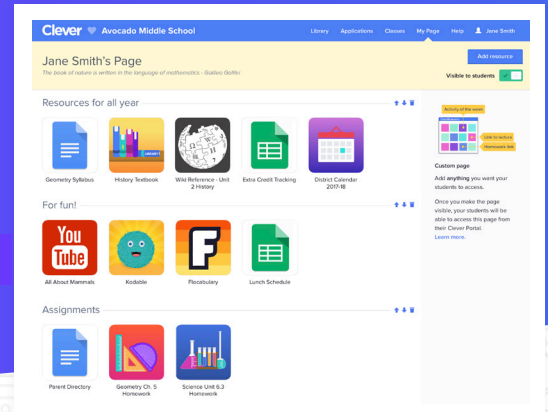 Clever Avocado Middle School
Library Applications Classes My Page Help Jane Smith
Jane Smith's Page
The book of nature is written in the language of mathematics - Galileo Galilei
Add resource
Visible to students
Resources for all year
LIBRARY
Geometry Syllabus
History Textbook
Wiki Reference - Unit
2 History
Extra Credit Tracking
District Calendar
2017-18
For fun!
You
Tube
F
All About Mammals
Kodable
Flocabulary
Lunch Schedule
Assignments
Parent Directory
Geometry Ch. 5
Homework
Science Unit 6.3
Homework
Activity of the week
Link to lecture
Homework link
Custom page
Add anything you want your
students to access.
Once you make the page
visible, your students will be
able to access this page from
their Clever Portal.
Learn more.